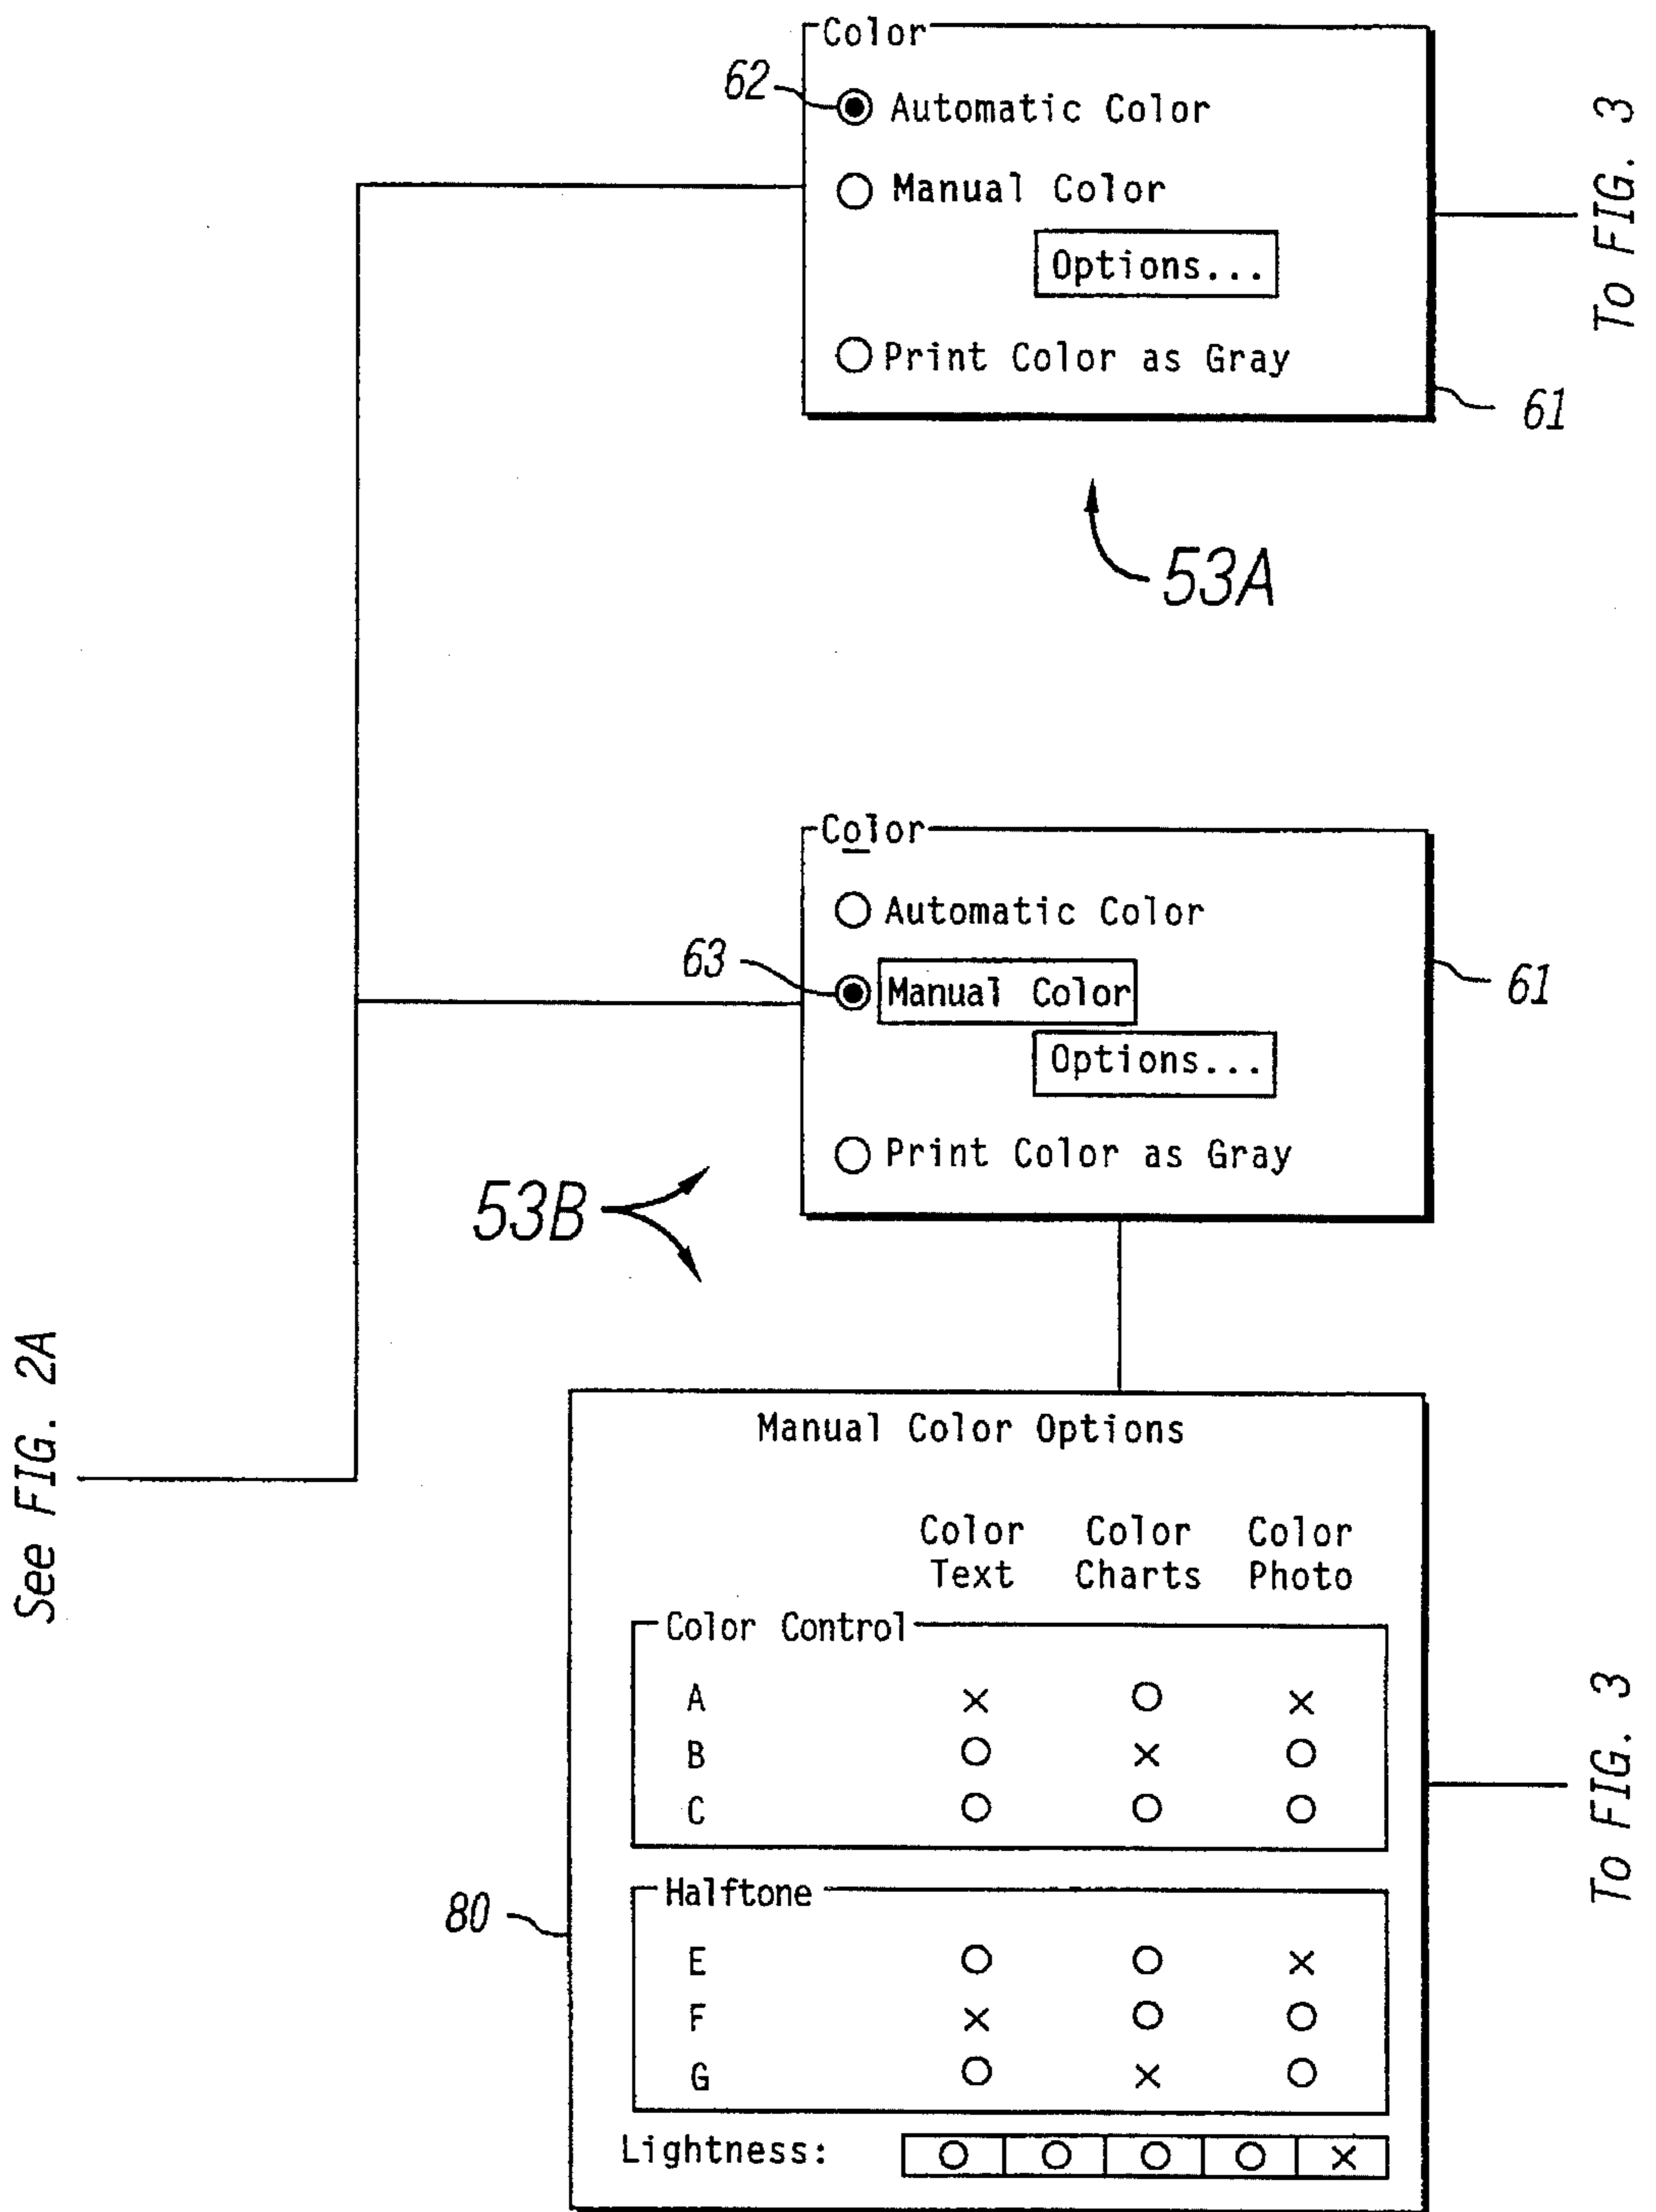 Color
62
Automatic Color
Manual Color
Options...
Print Color as Gray
61
To FIG. 3
53A
Color
Automatic Color
63
Manual Color
61
Options...
Print Color as Gray
53B
See FIG. 2A
Manual Color Options
Color Color Color
Text Charts Photo
Color Control
A X O X
B O X O
C O O O
Halftone
80
E O O X
F X O O
G O X O
Lightness: O O O O X
To FIG. 3